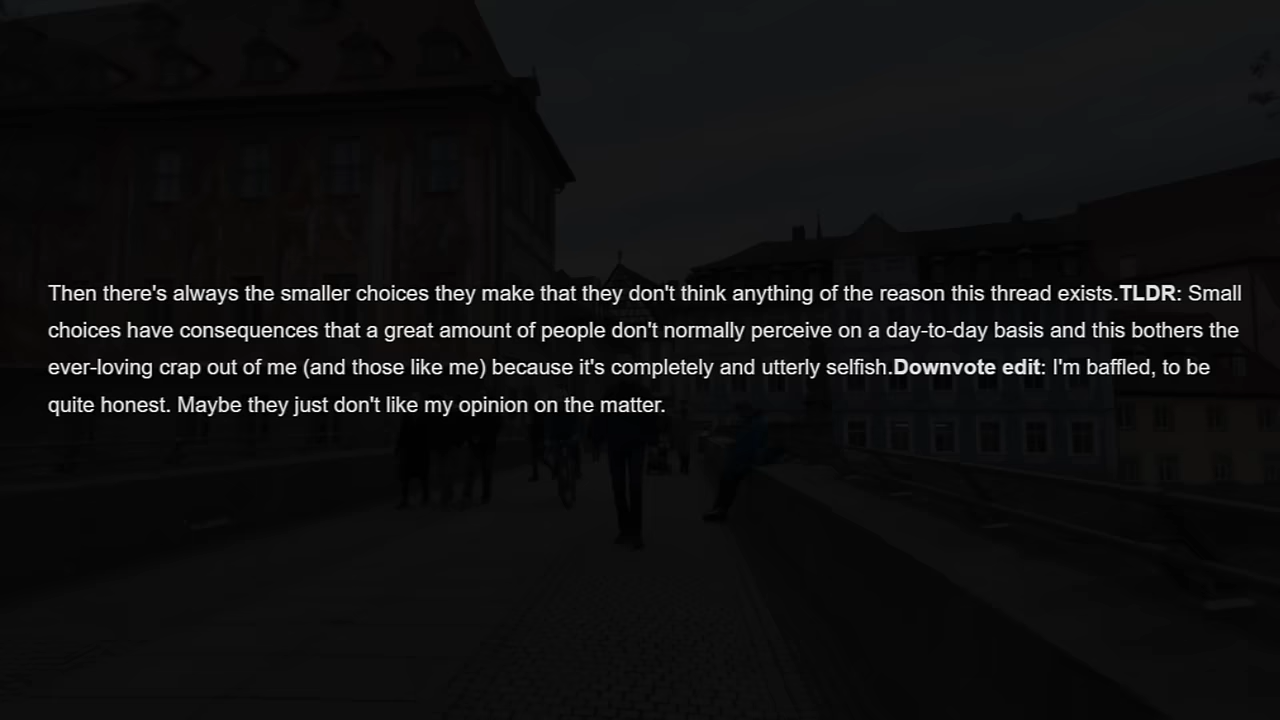 Then there's always the smaller choices they make that they don't think anything of the reason this thread exists.TLDR: Small
choices have consequences that a great amount of people don't normally perceive on a day-to-day basis and this bothers the
ever-loving crap out of me (and those like me) because it's completely and utterly selfish.Downvote edit: I'm baffled, to be
quite honest. Maybe they just don't like my opinion on the matter.